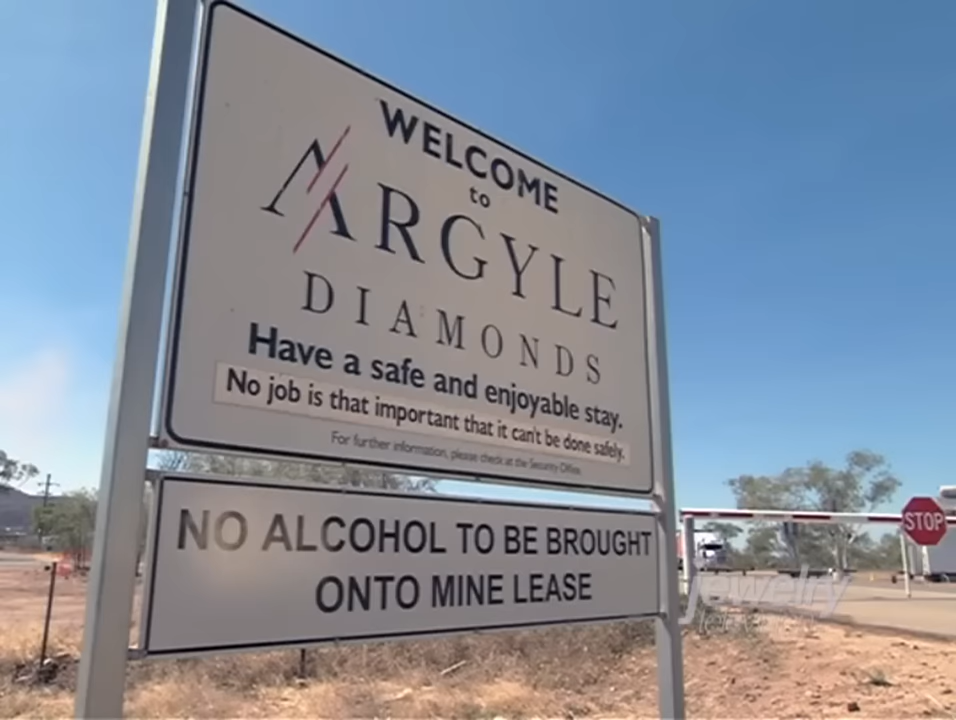 WELCOME
to
ARGYLE
DIAMONDS
Have a safe and enjoyable stay.
No job is that important that it can't be done safely.
For further information, please check at the Security Office
NO ALCOHOL TO BE BROUGHT
ONTO MINE LEASE
STOP
jewelry